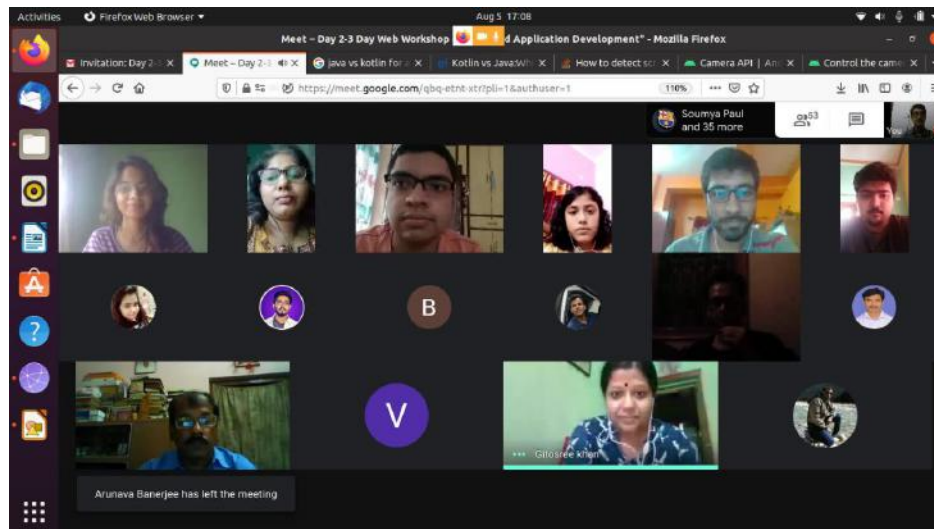 Activities
Firefox Web Browser
Aug 5 17:08
Meet – Day 2-3 Day Web Workshop
d Application Development" - Mozilla Firefox
Invitation: Day 2-
Meet – Day 2-3
java vs kotlin for a
Kotlin vs Java: Wh
How to detect scr
Camera API | And
Control the came
https://meet.google.com/qbq-etnt-xtr?pli=1&authuser=1
110%
Soumya Paul
and 35 more
53
You
B
V
Gitosree khan
Arunava Banerjee has left the meeting